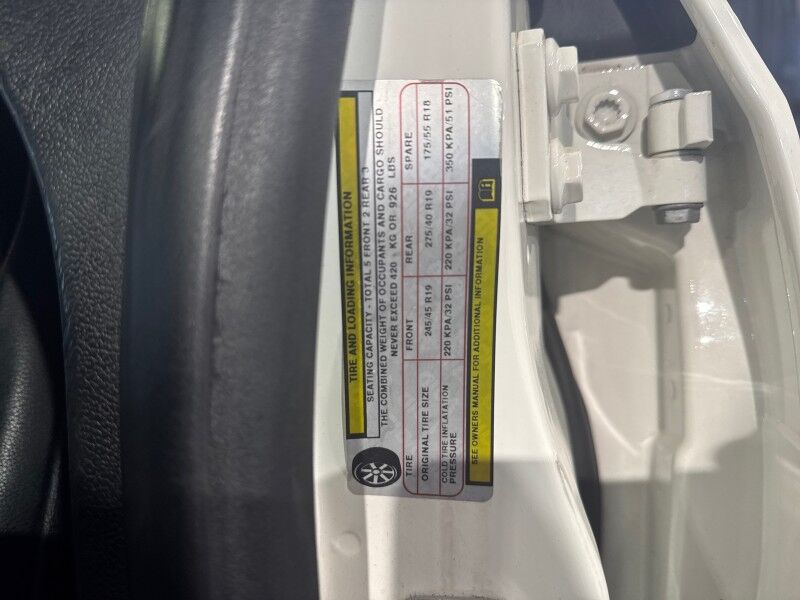 TIRE AND LOADING INFORMATION
SEATING CAPACITY - TOTAL 5 FRONT 2 REAR 3
THE COMBINED WEIGHT OF OCCUPANTS AND CARGO SHOULD
NEVER EXCEED 420 KG OR 926 LBS
TIRE FRONT REAR SPARE
ORIGINAL TIRE SIZE 245/45 R19 275/40 R19 175/55 R18
COLD TIRE INFLATATION
PRESSURE 220 KPA/32 PSI 220 KPA/32 PSI 350 KPA/51 PSI
SEE OWNERS MANUAL FOR ADDITIONAL INFORMATION